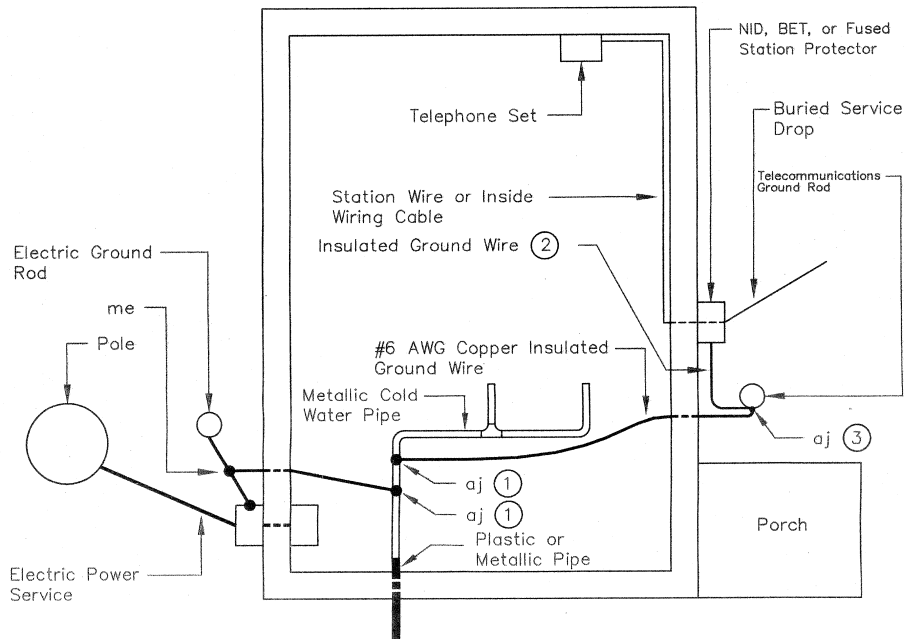 NID, BET, or Fused
Station Protector
Telephone Set
Buried Service
Drop
Telecommunications
Ground Rod
Station Wire or Inside
Wiring Cable
Insulated Ground Wire 2
Electric Ground
Rod
me
Pole
#6 AWG Copper Insulated
Ground Wire
Metallic Cold
Water Pipe
aj 3
aj 1
aj 1
Plastic or
Metallic Pipe
Porch
Electric Power
Service